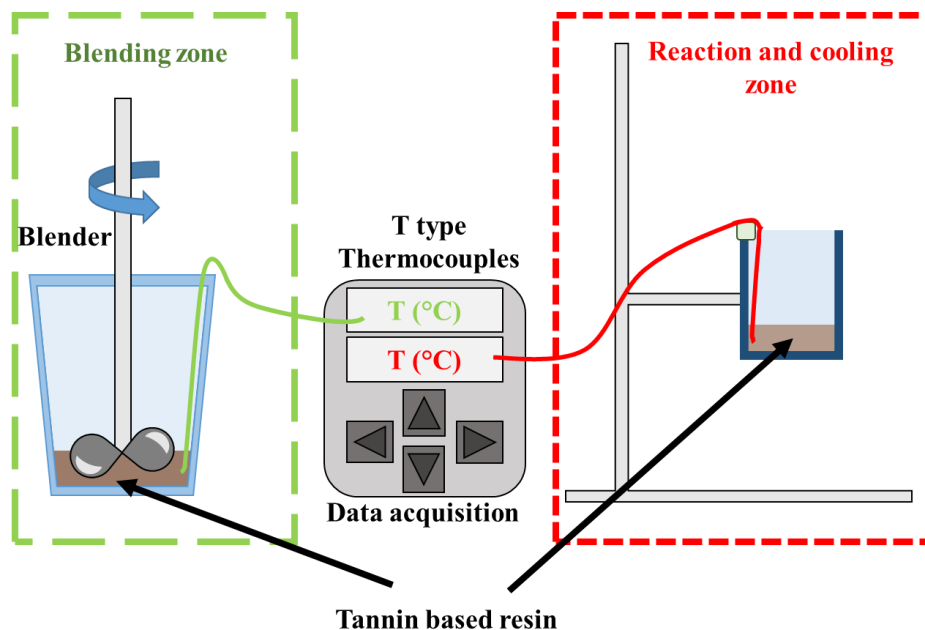 Blending zone
Blender
T type
Thermocouples
T (°C)
T (°C)
Data acquisition
Reaction and cooling
zone
Tannin based resin